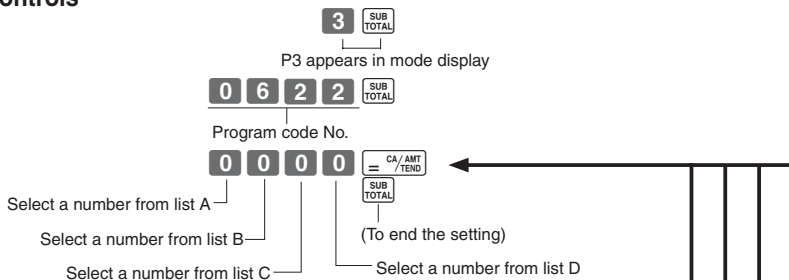 ontrols
3 SUB TOTAL
P3 appears in mode display
0 6 2 2 SUB TOTAL
Program code No.
0 0 0 0 = CA/AMT /TEND
SUB TOTAL
Select a number from list A
(To end the setting)
Select a number from list B
Select a number from list C
Select a number from list D